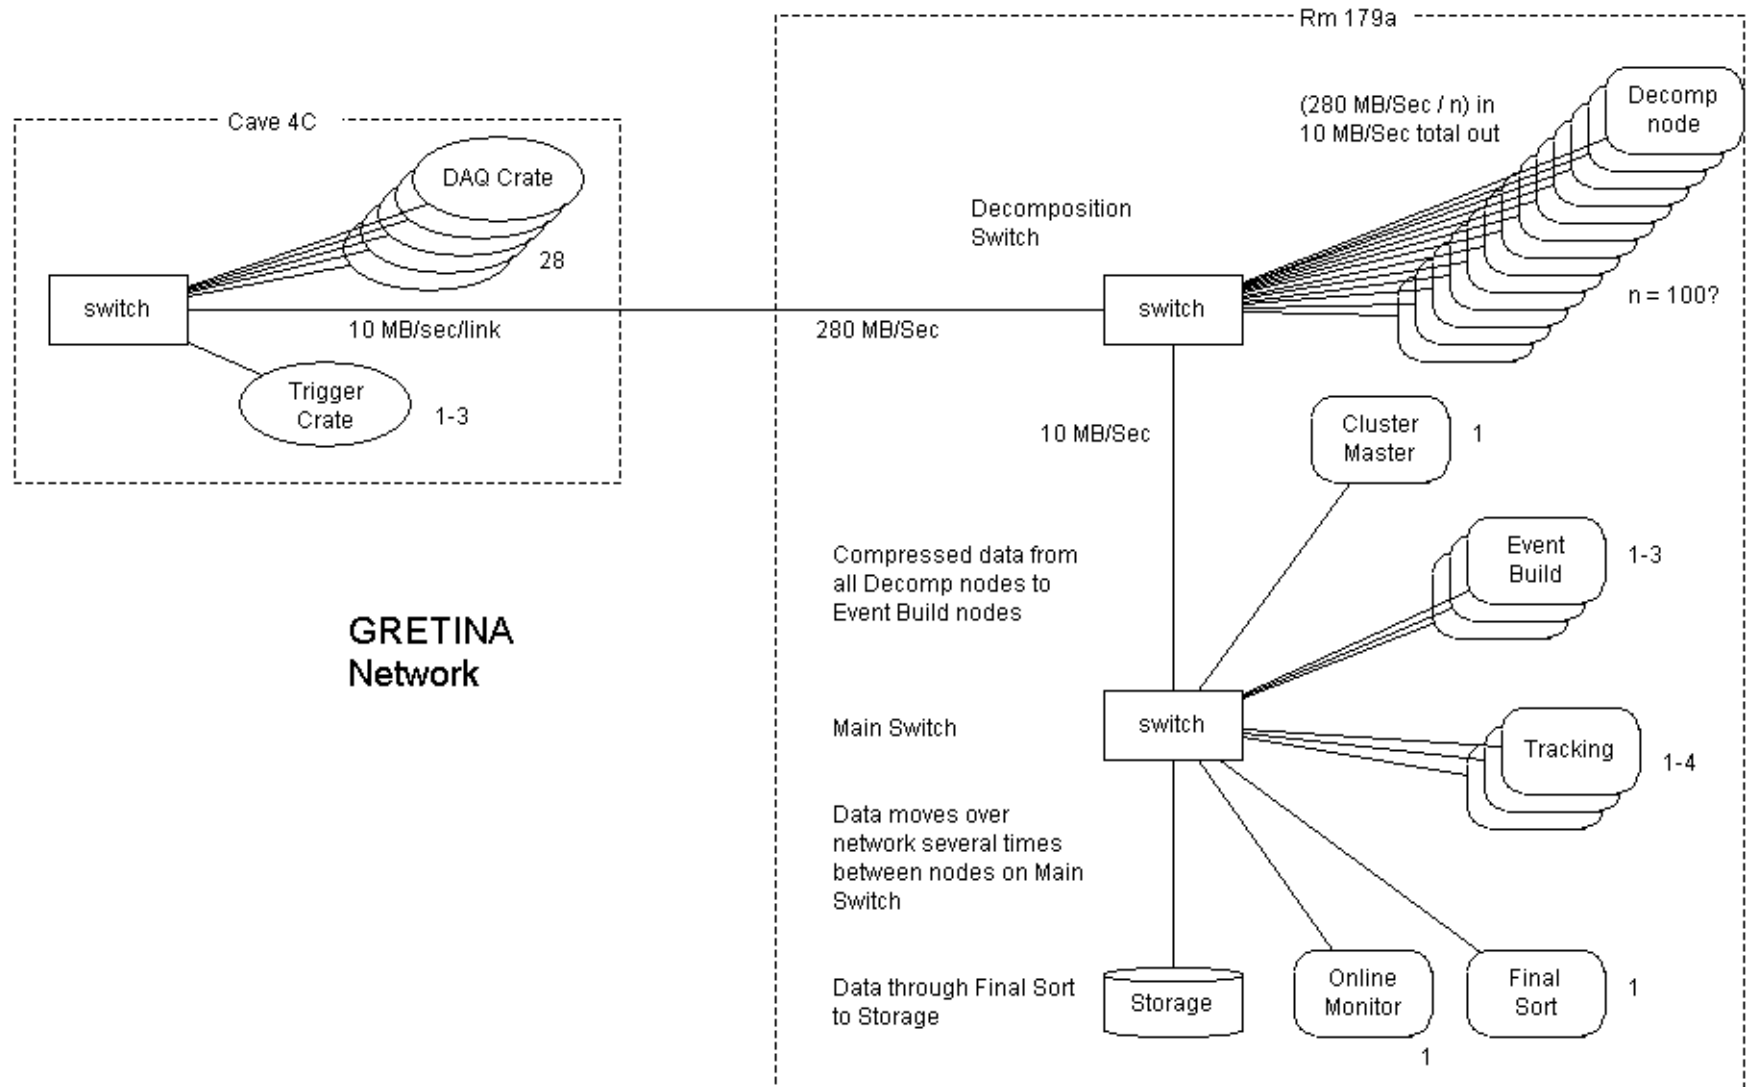 Rm 179a
Cave 4C
DAQ Crate
28
switch
10 MB/sec/link
Trigger
Crate
1-3
280 MB/Sec
(280 MB/Sec / n) in
10 MB/Sec total out
Decomp
node
Decomposition
Switch
switch
n = 100?
10 MB/Sec
Cluster
Master
1
Compressed data from
all Decomp nodes to
Event Build nodes
Event
Build
1-3
GRETINA
Network
Main Switch
switch
Tracking
1-4
Data moves over
network several times
between nodes on Main
Switch
Data through Final Sort
to Storage
Storage
Online
Monitor
1
Final
Sort
1